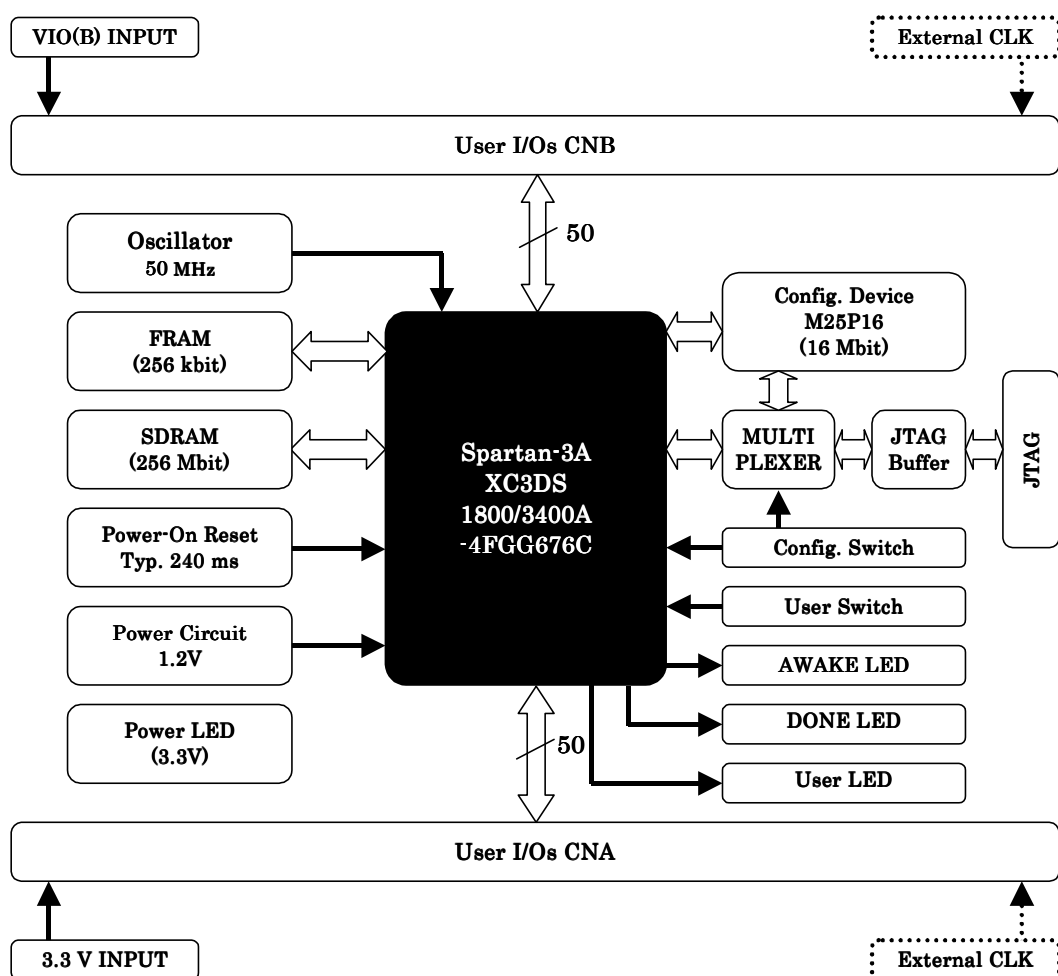 VIO(B) INPUT
External CLK
User I/Os CNB
50
Oscillator
50 MHz
FRAM
(256 kbit)
SDRAM
(256 Mbit)
Power-On Reset
Typ. 240 ms
Power Circuit
1.2V
Power LED
(3.3V)
Spartan-3A
XC3DS
1800/3400A
-4FGG676C
Config. Device
M25P16
(16 Mbit)
MULTI
PLEXER
JTAG
Buffer
JTAG
Config. Switch
User Switch
AWAKE LED
DONE LED
User LED
50
User I/Os CNA
3.3 V INPUT
External CLK